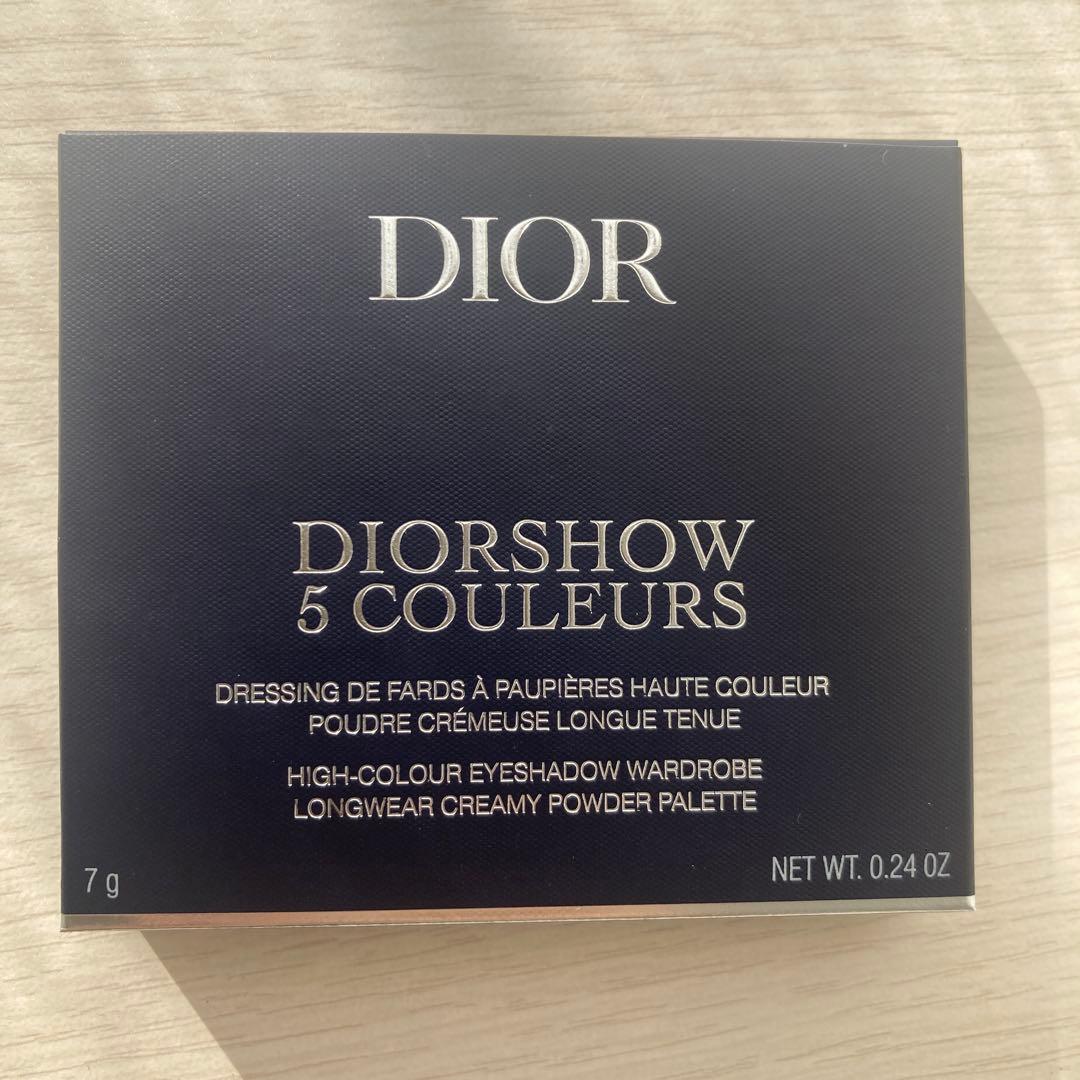 DIOR
DIORSHOW
5 COULEURS
DRESSING DE FARDS À PAUPIÈRES HAUTE COULEUR
POUDRE CRÉMEUSE LONGUE TENUE
HIGH-COLOUR EYESHADOW WARDROBE
LONGWEAR CREAMY POWDER PALETTE
7 g
NET WT. 0.24 OZ